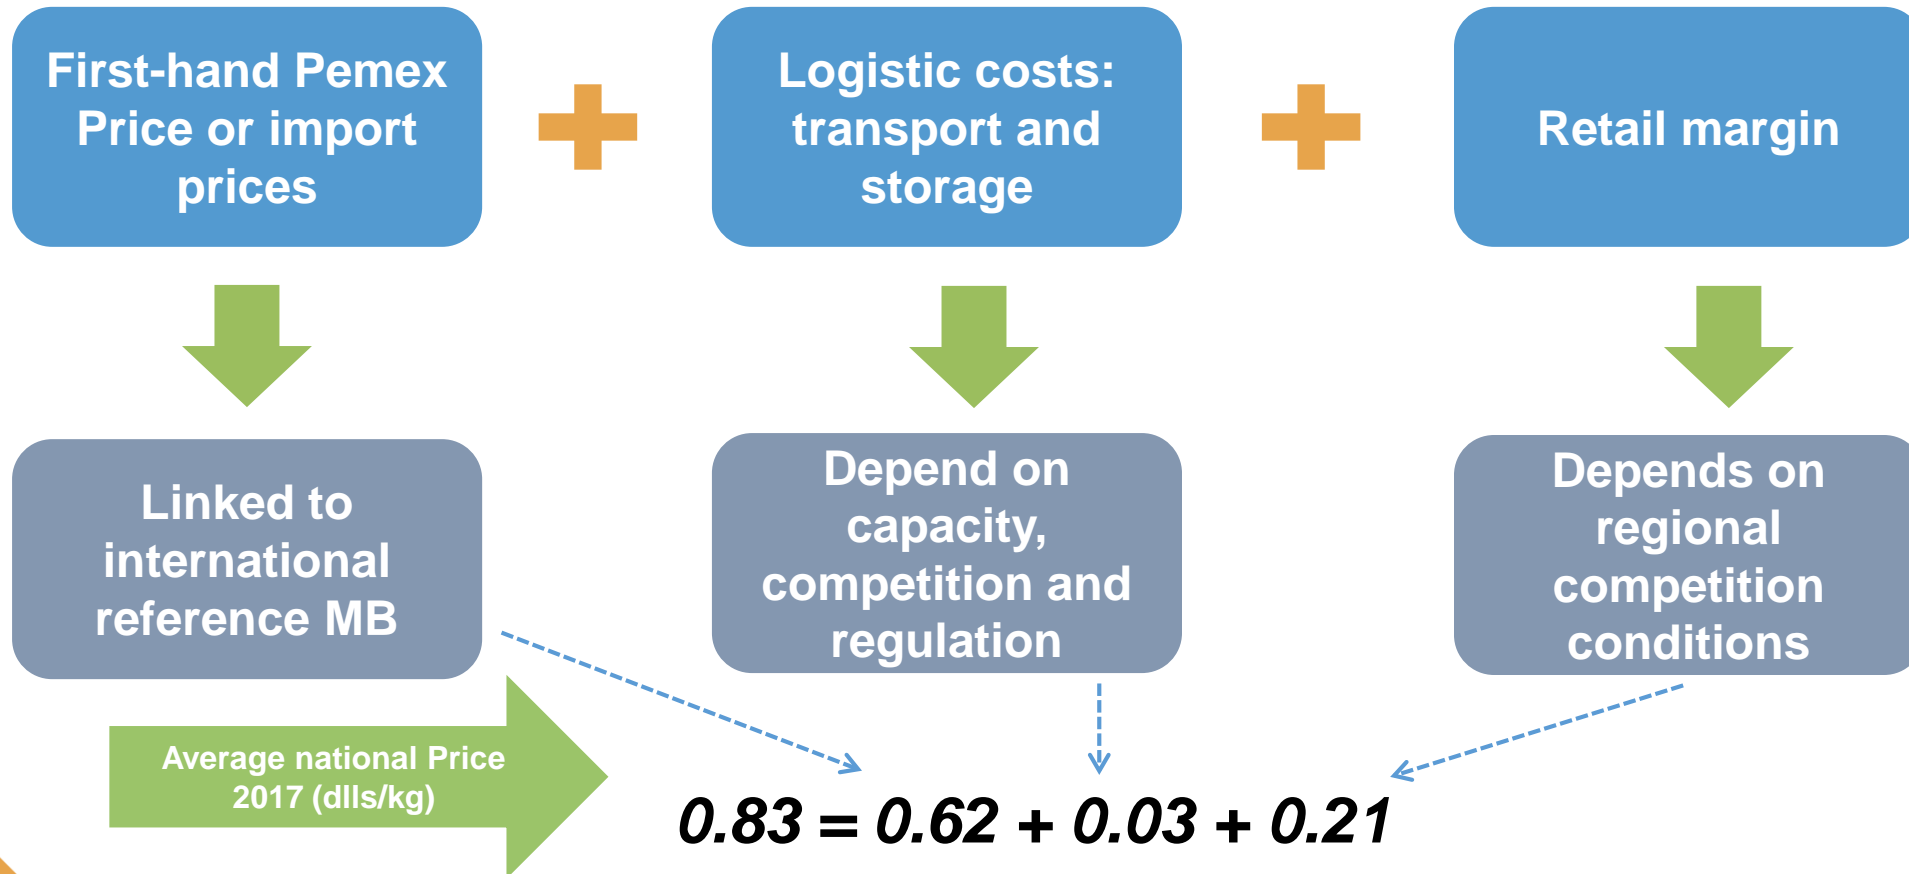 First-hand Pemex
Price or import
prices
Logistic costs:
transport and
storage
Retail margin
Linked to
international
reference MB
Depend on
capacity,
competition and
regulation
Depends on
regional
competition
conditions
Average national Price
2017 (dlls/kg)
0.83 = 0.62 + 0.03 + 0.21